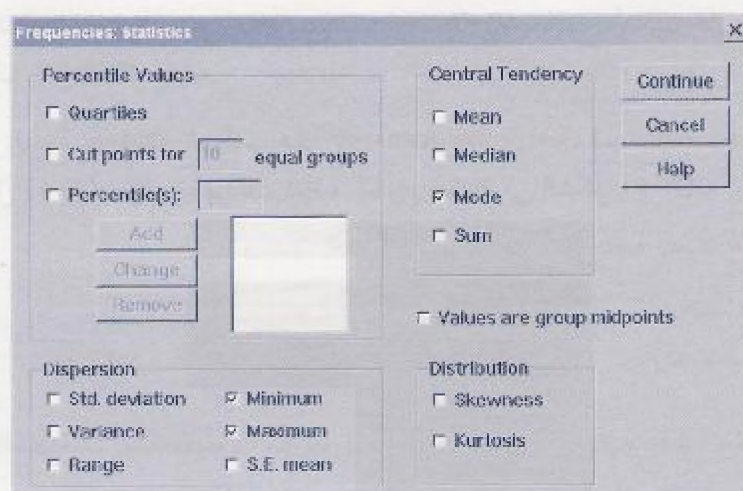 Frequencies: Statistics
Percentile Values
Quartiles
Cut points for 10 equal groups
Percentile(s):
Add
Change
Remove
Central Tendency
Mean
Median
Mode
Sum
Continue
Cancel
Help
Values are group midpoints
Dispersion
Std. deviation Minimum
Variance Maximum
Range S.E. mean
Distribution
Skewness
Kurtosis